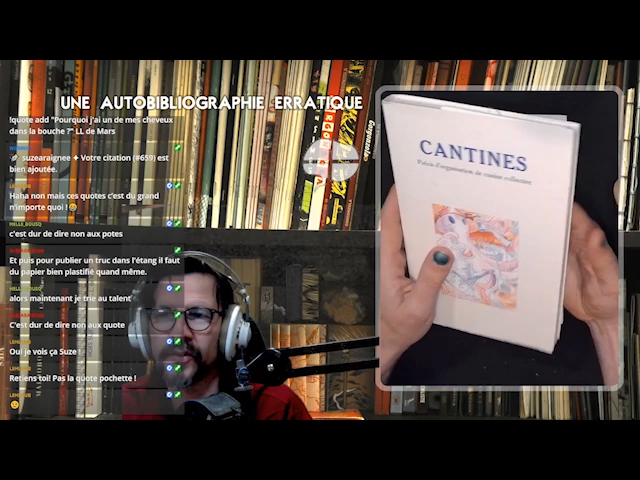 UNE AUTOBIBLIOGRAPHIE ERRATIQUE
!quote add "Pourquoi j'ai un de mes cheveux
dans la bouche ?" LL de Mars
suzearaignee ✦ Votre citation (#659) est
bien ajoutée.
Haha non mais ces quotes c'est du grand
n'importe quoi !
c'est dur de dire non aux potes
Et puis pour publier un truc dans l'étang il faut
du papier bien plastifié quand même.
alors maintenant je trie au talent
C'est dur de dire non aux quote
Oui je vois ça Suze !
Retiens toi! Pas la quote pochette !
CANTINES
Précis d'organisation de cantine collective